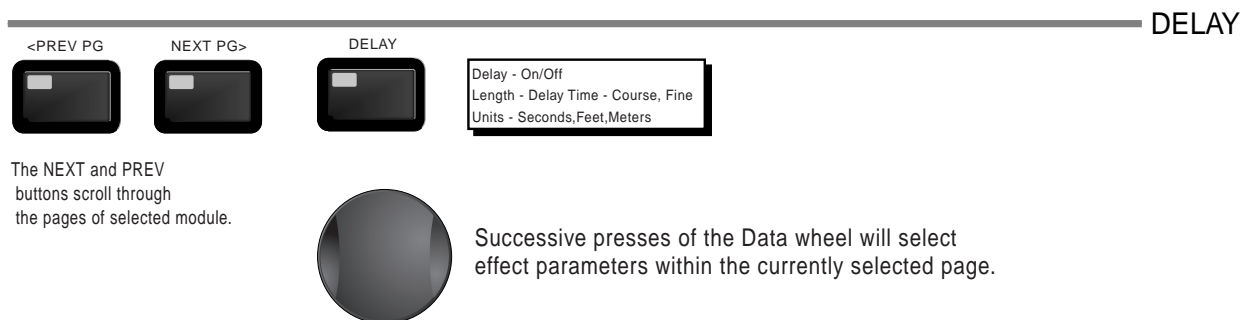 DELAY
<PREV PG
NEXT PG>
DELAY
Delay - On/Off
Length - Delay Time - Course, Fine
Units - Seconds,Feet,Meters
The NEXT and PREV
buttons scroll through
the pages of selected module.
Successive presses of the Data wheel will select
effect parameters within the currently selected page.